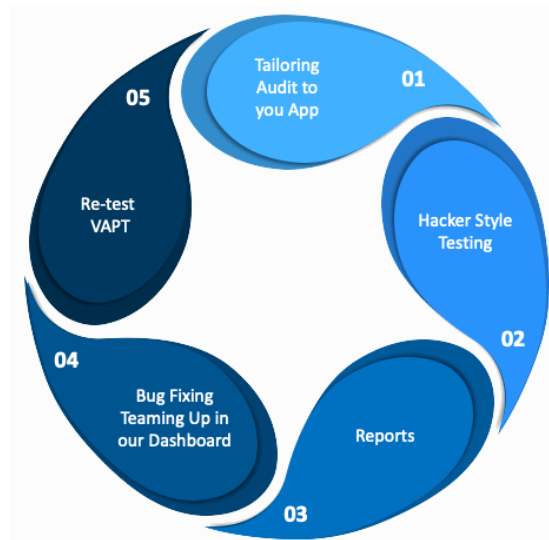 Tailoring
Audit to
you App
01
Hacker Style
Testing
02
Reports
03
Bug Fixing
Teaming Up in
our Dashboard
04
Re-test
VAPT
05